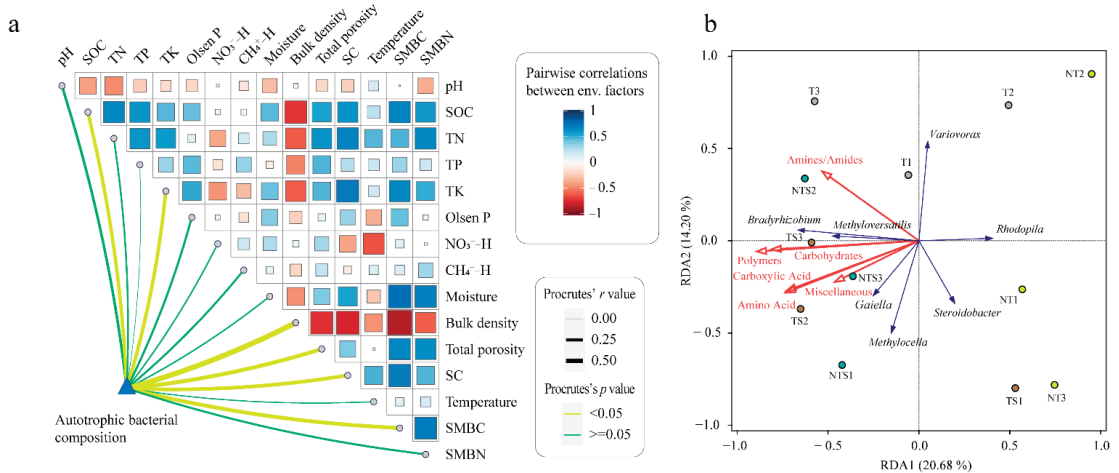 a
b
pH
SOC
TN
TP
TK
Olsen P
NO₃⁻–H
CH₄⁺–H
Moisture
Bulk density
Total porosity
SC
Temperature
SMBC
SMBN
pH
SOC
TN
TP
TK
Olsen P
NO₃⁻–H
CH₄⁻–H
Moisture
Bulk density
Total porosity
SC
Temperature
SMBC
SMBN
Autotrophic bacterial
composition
Pairwise correlations
between env. factors
1
0.5
0
−0.5
−1
Procrutes' r value
0.00
0.25
0.50
Procrutes's p value
<0.05
>=0.05
RDA2 (14.20 %)
1.0
0.5
0.0
−0.5
−1.0
NT2
T3
T2
Variovorax
Amines/Amides
T1
NTS2
Bradyrhizobium
Methyloversatilis
Rhodopila
TS3
Polymers
Carbohydrates
Carboxylic Acid
NTS3
Miscellaneous
NT1
Amino Acid
Gaiella
Steroidobacter
TS2
Methylocella
NTS1
TS1
NT3
−1.0
−0.5
0.0
0.5
1.0
RDA1 (20.68 %)